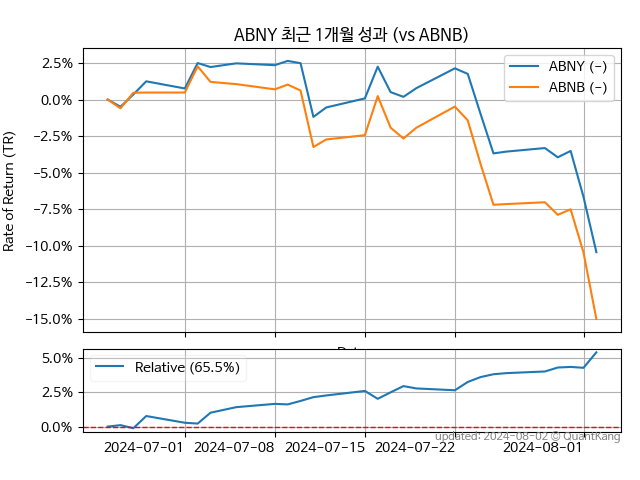 ABNY 최근 1개월 성과 (vs ABNB)
Rate of Return (TR)
2.5%
0.0%
−2.5%
−5.0%
−7.5%
−10.0%
−12.5%
−15.0%
ABNY (-)
ABNB (-)
5.0%
2.5%
0.0%
Relative (65.5%)
updated: 2024-08-02 © QuantKang
2024-07-01
2024-07-08
2024-07-15
2024-07-22
2024-08-01